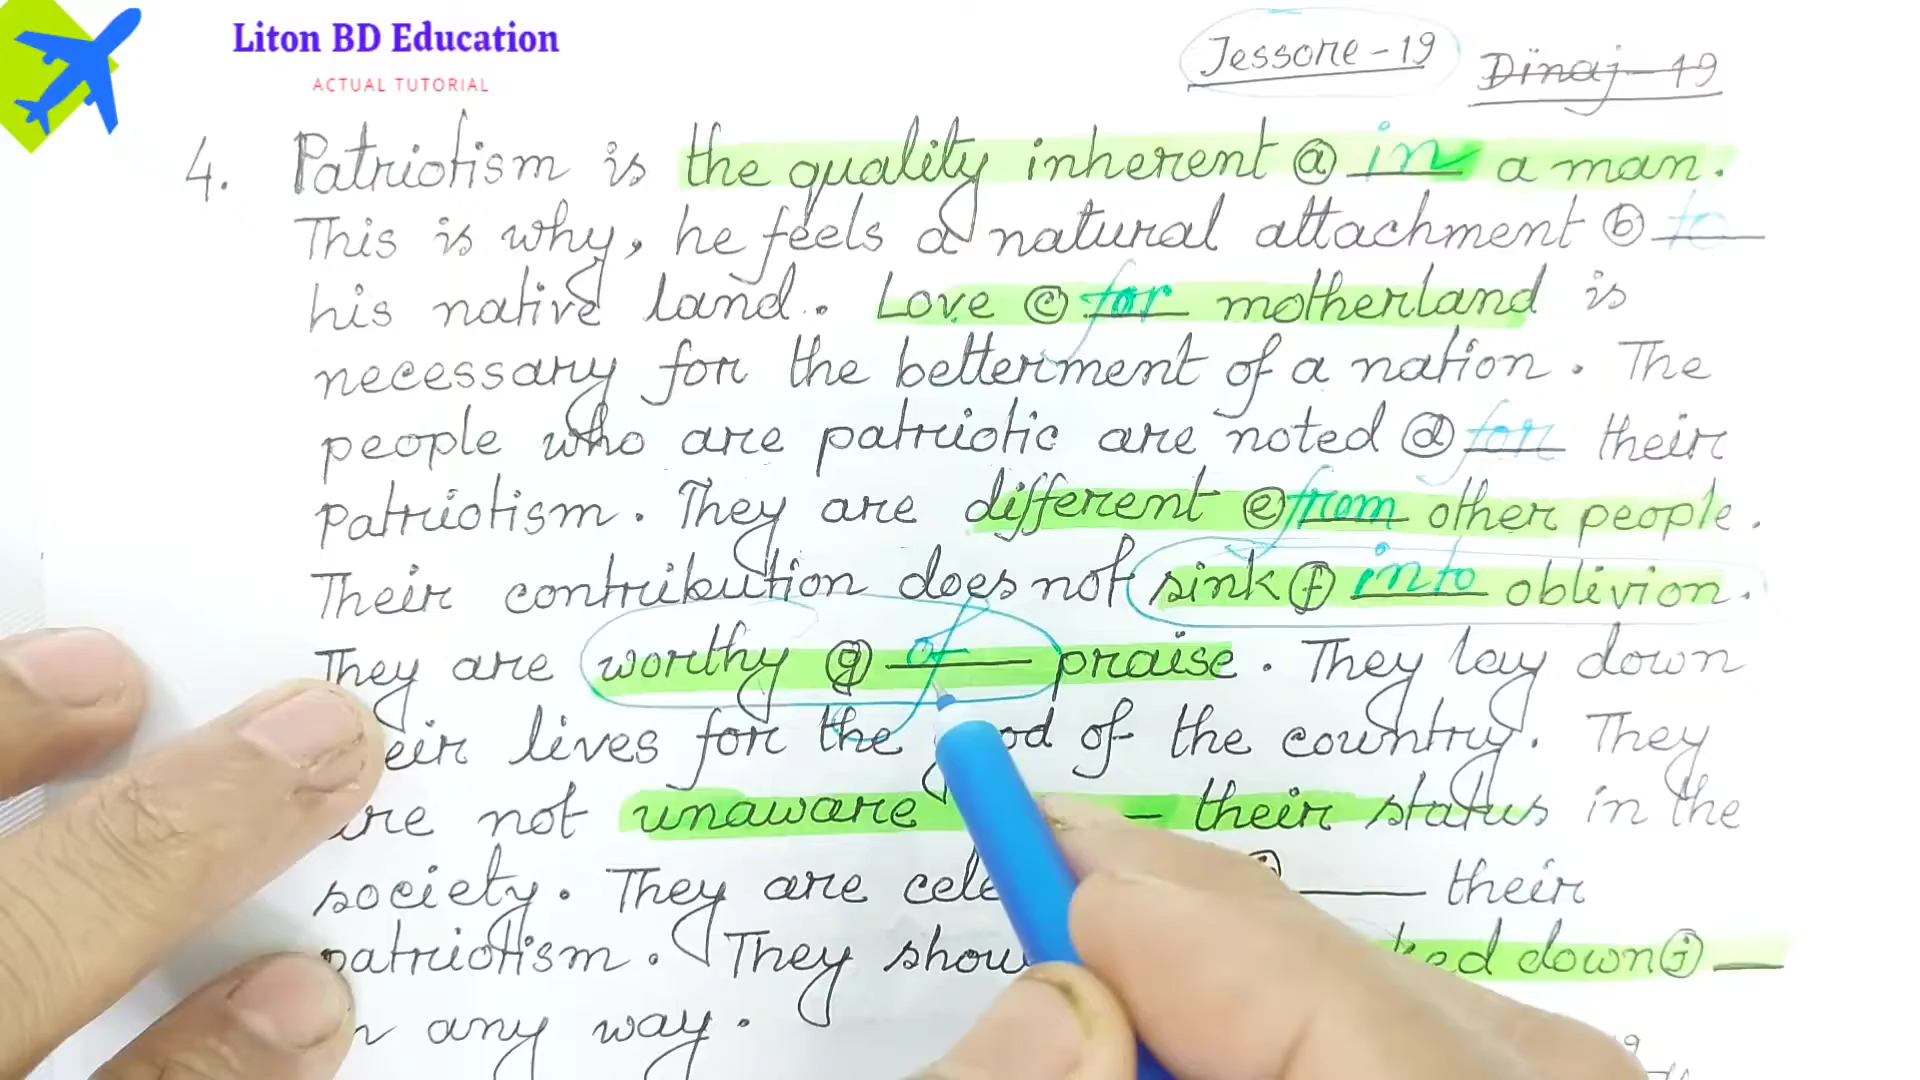 Liton BD Education
ACTUAL TUTORIAL
Jessore-19 Dinaj-19
4. Patriotism is the quality inherent ⓐ in a man.
This is why, he feels a natural attachment ⓑ to
his native land. Love ⓒ for motherland is
necessary for the betterment of a nation. The
people who are patriotic are noted ⓓ for their
patriotism. They are different ⓔ from other people.
Their contribution does not sink ⓕ into oblivion.
They are worthy ⓖ of praise. They lay down
lives for the of the country. They
not unaware their status in the
society. They are their
patriotism. They down ⓙ
any way.